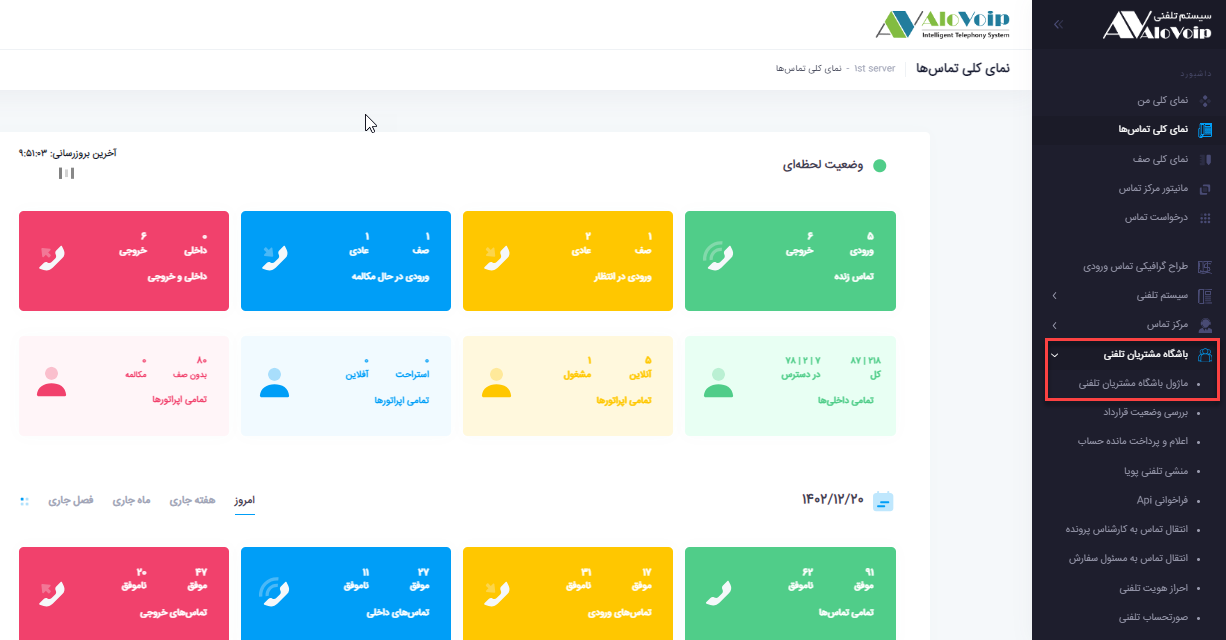 سیستم تلفنی
AloVoip
AloVoip
Intelligent Telephony System
نمای کلی تماس‌ها
1st server - نمای کلی تماس‌ها
داشبورد
نمای کلی من
نمای کلی تماس‌ها
نمای کلی صف
مانیتور مرکز تماس
درخواست تماس
طراح گرافیکی تماس ورودی
سیستم تلفنی
مرکز تماس
باشگاه مشتریان تلفنی
ماژول باشگاه مشتریان تلفنی
بررسی وضعیت قرارداد
اعلام و پرداخت مانده حساب
منشی تلفنی پویا
فراخوانی Api
انتقال تماس به کارشناس پرونده
انتقال تماس به مسئول سفارش
احراز هویت تلفنی
صورتحساب تلفنی
وضعیت لحظه‌ای
آخرین بروزرسانی: ۹:۵۱:۰۳
۵ ۶
ورودی خروجی
تماس زنده
۱ ۲
صف عادی
ورودی در انتظار
۱ ۱
صف عادی
ورودی در حال مکالمه
۰ ۶
داخلی خروجی
داخلی و خروجی
۲۱۸ | ۸۷ ۷ | ۲ | ۷۸
کل در دسترس
تمامی داخلی‌ها
۵ ۱
آنلاین مشغول
تمامی اپراتورها
۰ ۰
استراحت آفلاین
تمامی اپراتورها
۸۰ ۰
بدون صف مکالمه
تمامی اپراتورها
۱۴۰۲/۱۲/۲۰
امروز هفته جاری ماه جاری فصل جاری
۹۱ ۶۲
موفق ناموفق
تمامی تماس‌ها
۱۷ ۳۱
موفق ناموفق
تماس‌های ورودی
۲۷ ۱۱
موفق ناموفق
تماس‌های داخلی
۴۷ ۲۰
موفق ناموفق
تماس‌های خروجی